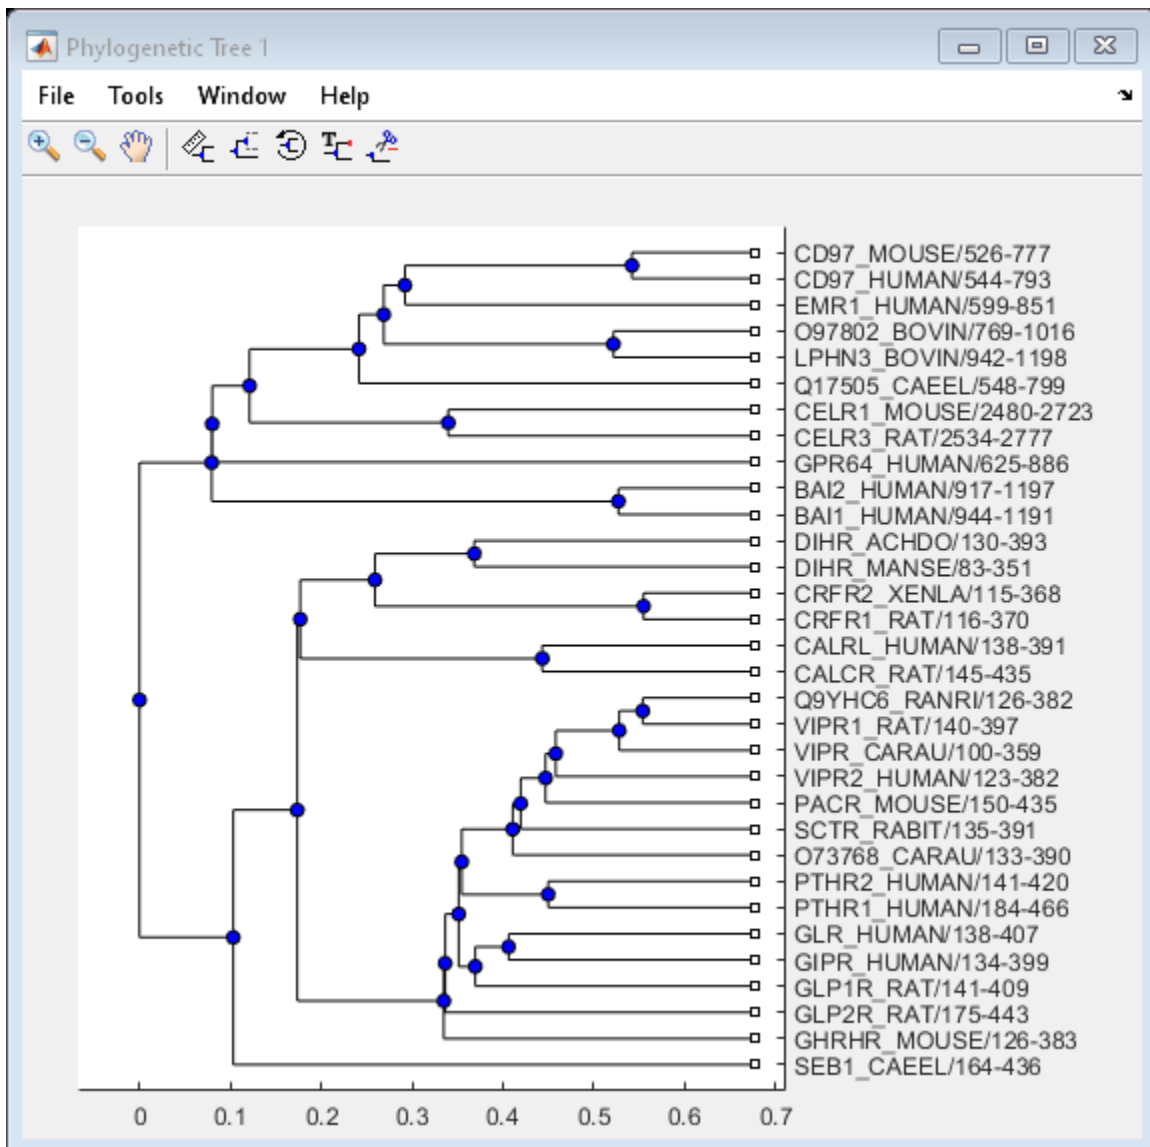 Phylogenetic Tree 1
File Tools Window Help
CD97_MOUSE/526-777
CD97_HUMAN/544-793
EMR1_HUMAN/599-851
O97802_BOVIN/769-1016
LPHN3_BOVIN/942-1198
Q17505_CAEEL/548-799
CELR1_MOUSE/2480-2723
CELR3_RAT/2534-2777
GPR64_HUMAN/625-886
BAI2_HUMAN/917-1197
BAI1_HUMAN/944-1191
DIHR_ACHDO/130-393
DIHR_MANSE/83-351
CRFR2_XENLA/115-368
CRFR1_RAT/116-370
CALRL_HUMAN/138-391
CALCR_RAT/145-435
Q9YHC6_RANRI/126-382
VIPR1_RAT/140-397
VIPR_CARAU/100-359
VIPR2_HUMAN/123-382
PACR_MOUSE/150-435
SCTR_RABIT/135-391
O73768_CARAU/133-390
PTHR2_HUMAN/141-420
PTHR1_HUMAN/184-466
GLR_HUMAN/138-407
GIPR_HUMAN/134-399
GLP1R_RAT/141-409
GLP2R_RAT/175-443
GHRHR_MOUSE/126-383
SEB1_CAEEL/164-436
0 0.1 0.2 0.3 0.4 0.5 0.6 0.7